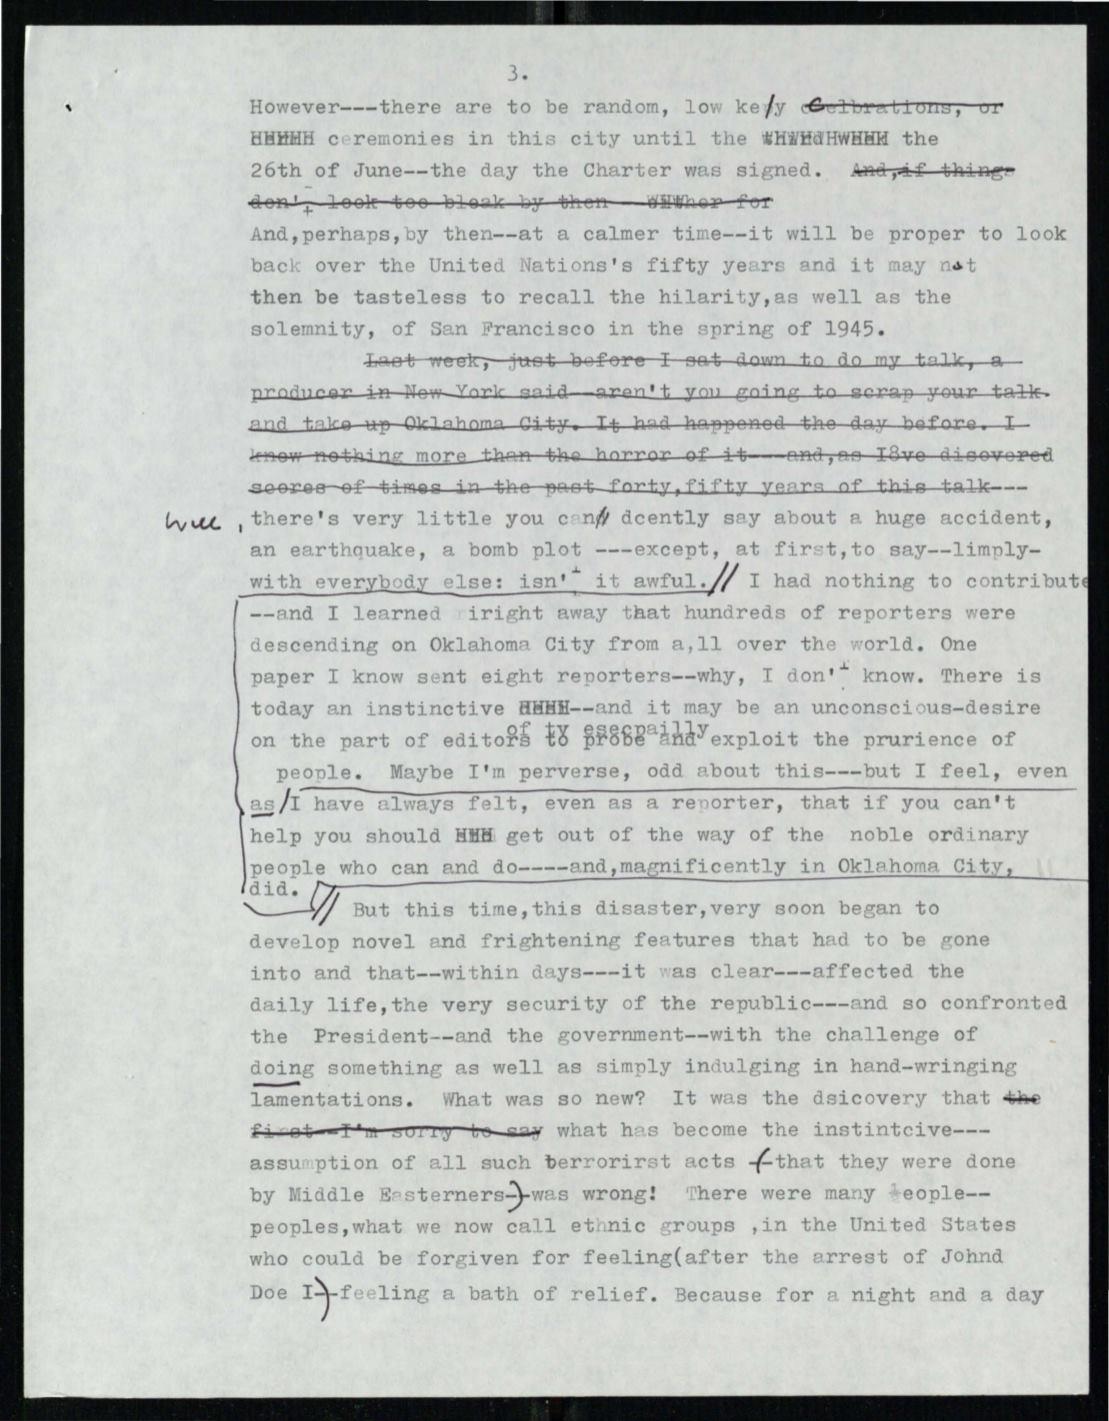 3.
However---there are to be random, low key/y Celbrations, or
ceremonies in this city until the the
26th of June--the day the Charter was signed. And,if things
don't look too bleak by then for
And,perhaps,by then--at a calmer time--it will be proper to look
back over the United Nations's fifty years and it may not
then be tasteless to recall the hilarity,as well as the
solemnity, of San Francisco in the spring of 1945.
Last week, just before I sat down to do my talk, a
producer in New York said--aren't you going to scrap your talk.
and take up Oklahoma City. It had happened the day before. I
knew nothing more than the horror of it---and,as I8ve disovered
scores of times in the past forty,fifty years of this talk---
Well, there's very little you can// dcently say about a huge accident,
an earthquake, a bomb plot ---except, at first,to say--limply-
with everybody else: isn't it awful.// I had nothing to contribute
--and I learned iright away that hundreds of reporters were
descending on Oklahoma City from a,ll over the world. One
paper I know sent eight reporters--why, I don't know. There is
today an instinctive --and it may be an unconscious-desire
of ty esecpailly
on the part of editors to probe and exploit the prurience of
people. Maybe I'm perverse, odd about this---but I feel, even
as/I have always felt, even as a reporter, that if you can't
help you should get out of the way of the noble ordinary
people who can and do----and,magnificently in Oklahoma City,
did.
// But this time,this disaster,very soon began to
develop novel and frightening features that had to be gone
into and that--within days---it was clear---affected the
daily life,the very security of the republic---and so confronted
the President--and the government--with the challenge of
doing something as well as simply indulging in hand-wringing
lamentations. What was so new? It was the dsicovery that the
first--I'm sorry to say what has become the instintcive---
assumption of all such terrorirst acts (that they were done
by Middle Easterners-)-was wrong! There were many eople--
peoples,what we now call ethnic groups ,in the United States
who could be forgiven for feeling(after the arrest of Johnd
Doe I)-feeling a bath of relief. Because for a night and a day